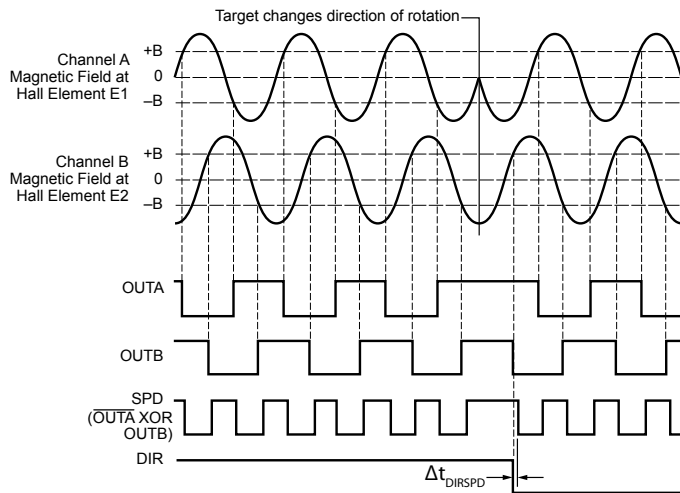 Target changes direction of rotation
Channel A
Magnetic Field at
Hall Element E1
+B
0
–B
Channel B
Magnetic Field at
Hall Element E2
+B
0
–B
OUTA
OUTB
SPD
(OUTA XOR
OUTB)
DIR
ΔtDIRSPD